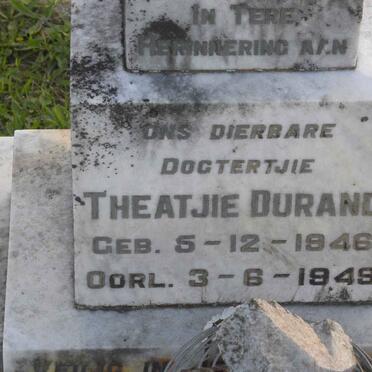 IN TERE
HERINNERING AAN
ONS DIERBARE
DOGTERTJIE
THEATJIE DURAND
GEB. 5-12-1946
OORL. 3-6-1949